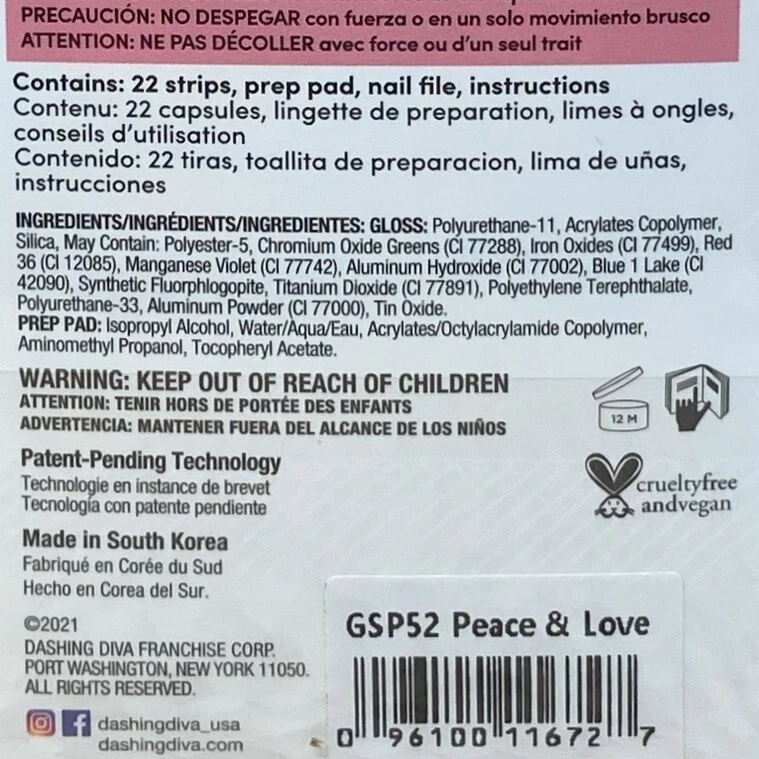 PRECAUCIÓN: NO DESPEGAR con fuerza o en un solo movimiento brusco
ATTENTION: NE PAS DÉCOLLER avec force ou d'un seul trait
Contains: 22 strips, prep pad, nail file, instructions
Contenu: 22 capsules, lingette de preparation, limes à ongles,
conseils d'utilisation
Contenido: 22 tiras, toallita de preparacion, lima de uñas,
instrucciones
INGREDIENTS/INGRÉDIENTS/INGREDIENTES: GLOSS: Polyurethane-11, Acrylates Copolymer,
Silica, May Contain: Polyester-5, Chromium Oxide Greens (CI 77288), Iron Oxides (CI 77499), Red
36 (CI 12085), Manganese Violet (CI 77742), Aluminum Hydroxide (CI 77002), Blue 1 Lake (CI
42090), Synthetic Fluorphlogopite, Titanium Dioxide (CI 77891), Polyethylene Terephthalate,
Polyurethane-33, Aluminum Powder (CI 77000), Tin Oxide.
PREP PAD: Isopropyl Alcohol, Water/Aqua/Eau, Acrylates/Octylacrylamide Copolymer,
Aminomethyl Propanol, Tocopheryl Acetate.
WARNING: KEEP OUT OF REACH OF CHILDREN
ATTENTION: TENIR HORS DE PORTÉE DES ENFANTS
ADVERTENCIA: MANTENER FUERA DEL ALCANCE DE LOS NIÑOS
12 M
Patent-Pending Technology
Technologie en instance de brevet
Tecnología con patente pendiente
crueltyfree
andvegan
Made in South Korea
Fabriqué en Corée du Sud
Hecho en Corea del Sur.
©2021
DASHING DIVA FRANCHISE CORP.
PORT WASHINGTON, NEW YORK 11050.
ALL RIGHTS RESERVED.
dashingdiva_usa
dashingdiva.com
GSP52 Peace & Love
0 96100 11672 7